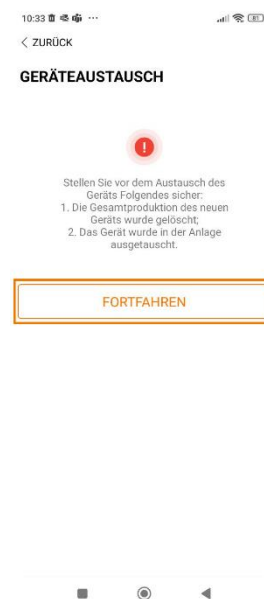 10:33
81
< ZURÜCK
GERÄTEAUSTAUSCH
Stellen Sie vor dem Austausch des
Geräts Folgendes sicher:
1. Die Gesamtproduktion des neuen
Geräts wurde gelöscht;
2. Das Gerät wurde in der Anlage
ausgetauscht.
FORTFAHREN